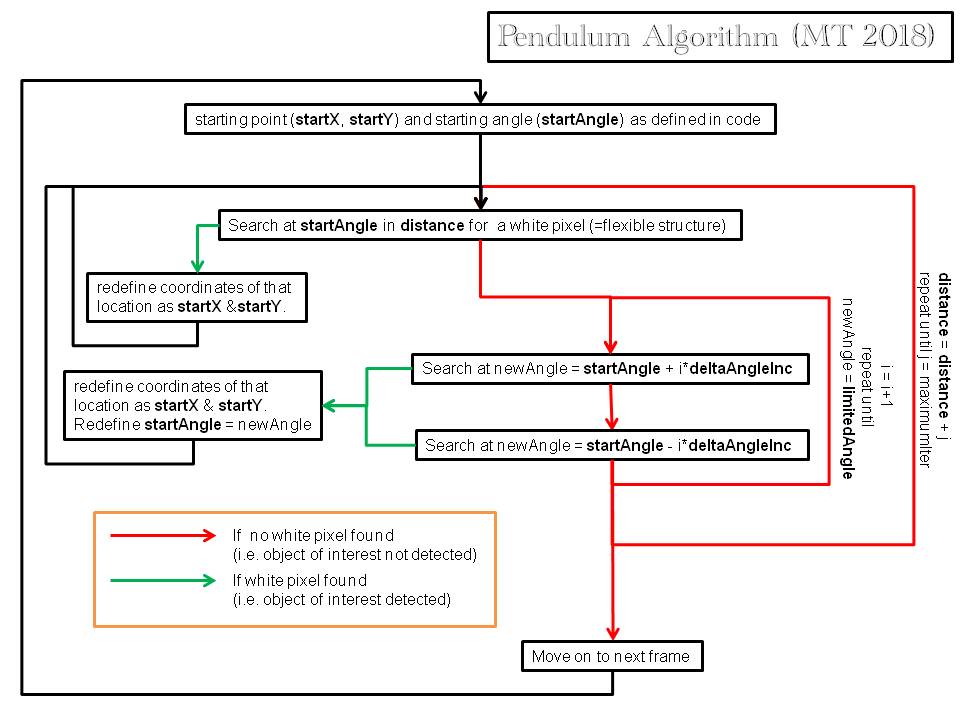 Pendulum Algorithm (MT 2018)
starting point (startX, startY) and starting angle (startAngle) as defined in code
Search at startAngle in distance for a white pixel (=flexible structure)
redefine coordinates of that
location as startX &startY.
Search at newAngle = startAngle + i*deltaAngleInc
redefine coordinates of that
location as startX & startY.
Redefine startAngle = newAngle
Search at newAngle = startAngle - i*deltaAngleInc
i = i+1
repeat until
newAngle = limitedAngle
distance = distance + j
repeat until j = maximumIter
If no white pixel found
(i.e. object of interest not detected)
If white pixel found
(i.e. object of interest detected)
Move on to next frame